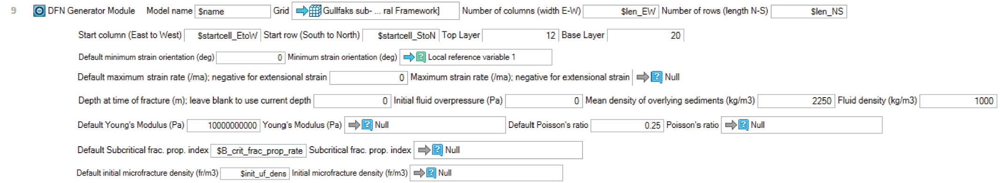 9 DFN Generator Module Model name $name Grid Gullfaks sub- ... ral Framework] Number of columns (width E-W) $len_EW Number of rows (length N-S) $len_NS
Start column (East to West) $startcell_EtoW Start row (South to North) $startcell_StoN Top Layer 12 Base Layer 20
Default minimum strain orientation (deg) 0 Minimum strain orientation (deg) ? Local reference variable 1
Default maximum strain rate (/ma); negative for extensional strain 0 Maximum strain rate (/ma); negative for extensional strain ? Null
Depth at time of fracture (m); leave blank to use current depth 0 Initial fluid overpressure (Pa) 0 Mean density of overlying sediments (kg/m3) 2250 Fluid density (kg/m3) 1000
Default Young's Modulus (Pa) 10000000000 Young's Modulus (Pa) ? Null Default Poisson's ratio 0.25 Poisson's ratio ? Null
Default Subcritical frac. prop. index $B_crit_frac_prop_rate Subcritical frac. prop. index ? Null
Default initial microfracture density (fr/m3) $init_uf_dens Initial microfracture density (fr/m3) ? Null